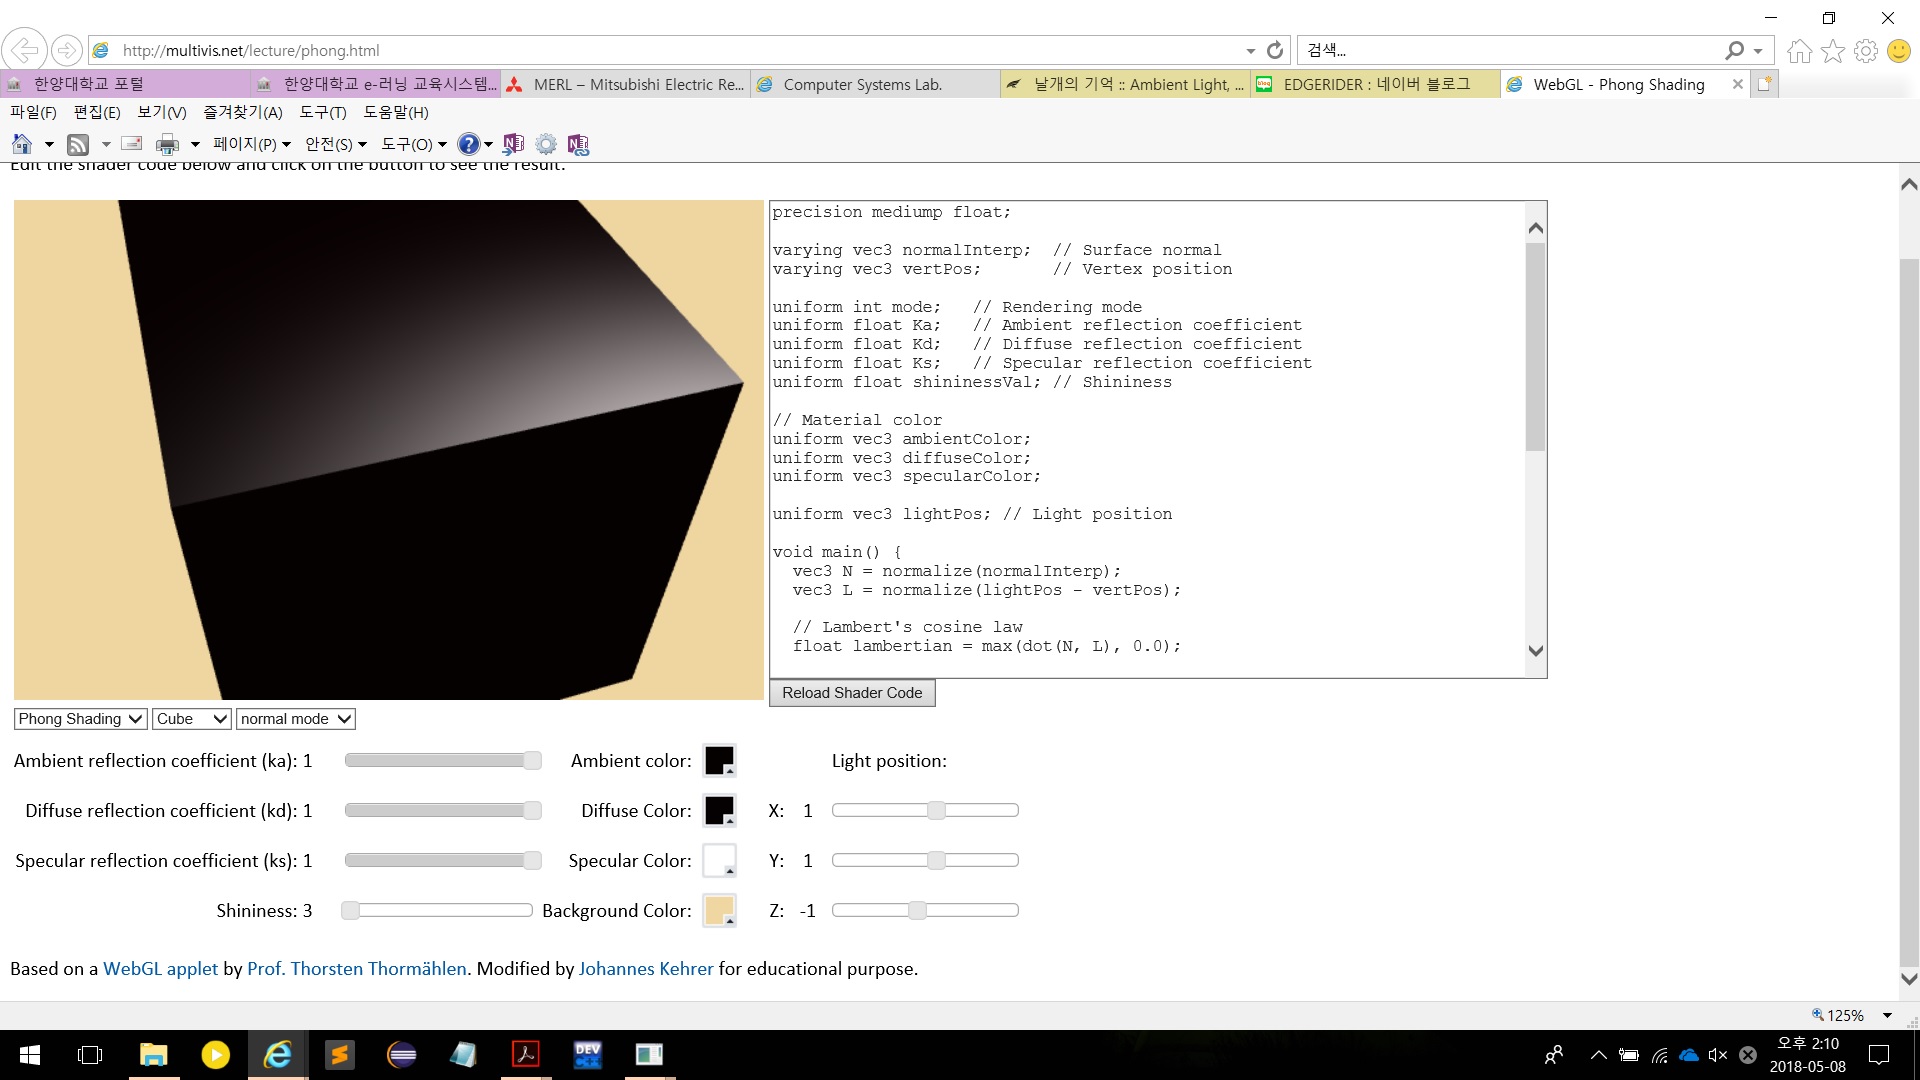 http://multivis.net/lecture/phong.html
검색...
한양대학교 포털
한양대학교 e-러닝 교육시스템...
MERL – Mitsubishi Electric Re...
Computer Systems Lab.
날개의 기억 :: Ambient Light, ...
EDGERIDER : 네이버 블로그
WebGL - Phong Shading
파일(F) 편집(E) 보기(V) 즐겨찾기(A) 도구(T) 도움말(H)
페이지(P) 안전(S) 도구(O)
Edit the shader code below and click on the button to see the result.
precision mediump float;
varying vec3 normalInterp;  // Surface normal
varying vec3 vertPos;       // Vertex position
uniform int mode;   // Rendering mode
uniform float Ka;   // Ambient reflection coefficient
uniform float Kd;   // Diffuse reflection coefficient
uniform float Ks;   // Specular reflection coefficient
uniform float shininessVal; // Shininess
// Material color
uniform vec3 ambientColor;
uniform vec3 diffuseColor;
uniform vec3 specularColor;
uniform vec3 lightPos; // Light position
void main() {
vec3 N = normalize(normalInterp);
vec3 L = normalize(lightPos - vertPos);
// Lambert's cosine law
float lambertian = max(dot(N, L), 0.0);
Reload Shader Code
Phong Shading Cube normal mode
Ambient reflection coefficient (ka): 1 Ambient color: Light position:
Diffuse reflection coefficient (kd): 1 Diffuse Color: X: 1
Specular reflection coefficient (ks): 1 Specular Color: Y: 1
Shininess: 3 Background Color: Z: -1
Based on a WebGL applet by Prof. Thorsten Thormählen. Modified by Johannes Kehrer for educational purpose.
125%
DEV
오후 2:10
2018-05-08